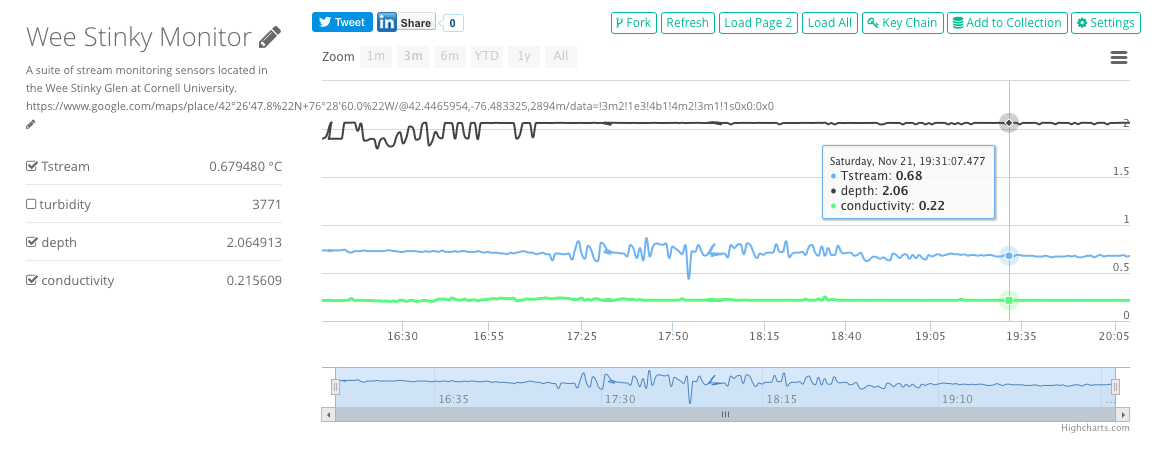 Tweet
in Share 0
Fork
Refresh
Load Page 2
Load All
Key Chain
Add to Collection
Settings
Wee Stinky Monitor
A suite of stream monitoring sensors located in
the Wee Stinky Glen at Cornell University.
https://www.google.com/maps/place/42°26'47.8%22N+76°28'60.0%22W/@42.4465954,-76.483325,2894m/data=!3m2!1e3!4b1!4m2!3m1!1s0x0:0x0
Tstream 0.679480 °C
turbidity 3771
depth 2.064913
conductivity 0.215609
Zoom 1m 3m 6m YTD 1y All
2
1.5
1
0.5
0
Saturday, Nov 21, 19:31:07.477
Tstream: 0.68
depth: 2.06
conductivity: 0.22
16:30 16:55 17:25 17:50 18:15 18:40 19:05 19:35 20:05
16:35 17:30 18:15 19:10 ...
Highcharts.com